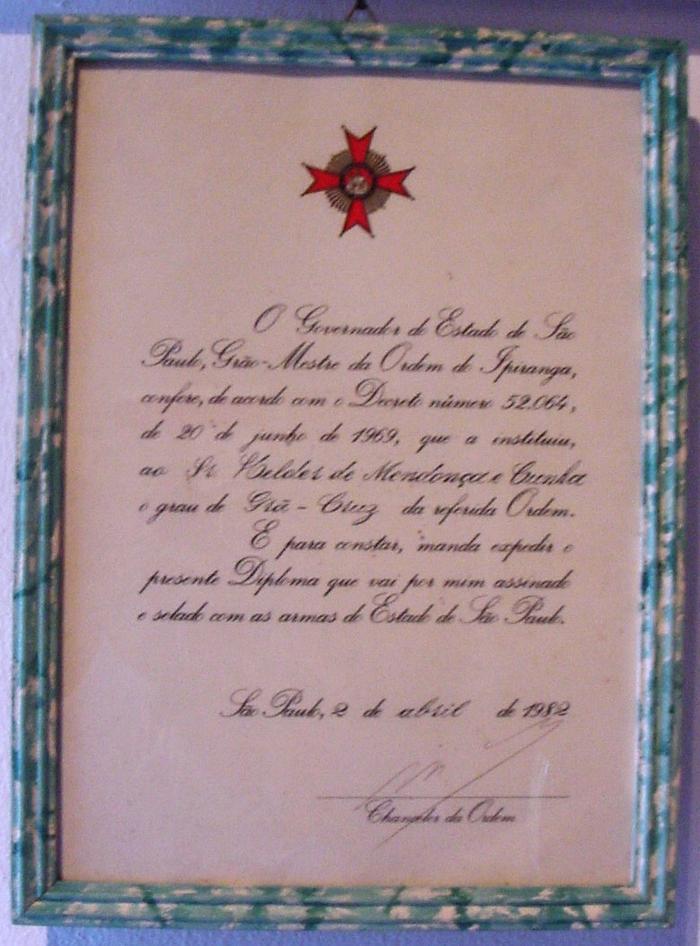 O Governador do Estado de São
Paulo, Grão-Mestre da Ordem do Ipiranga,
confere, de acordo com o Decreto número 52.064,
de 20 de junho de 1969, que a instituiu,
ao Sr Helder de Mendonça e Cunha
o grau de Grã-Cruz da referida Ordem.
E para constar, manda expedir o
presente Diploma que vai por mim assinado
e selado com as armas do Estado de São Paulo.
São Paulo, 2 de abril de 1982
Chanceler da Ordem